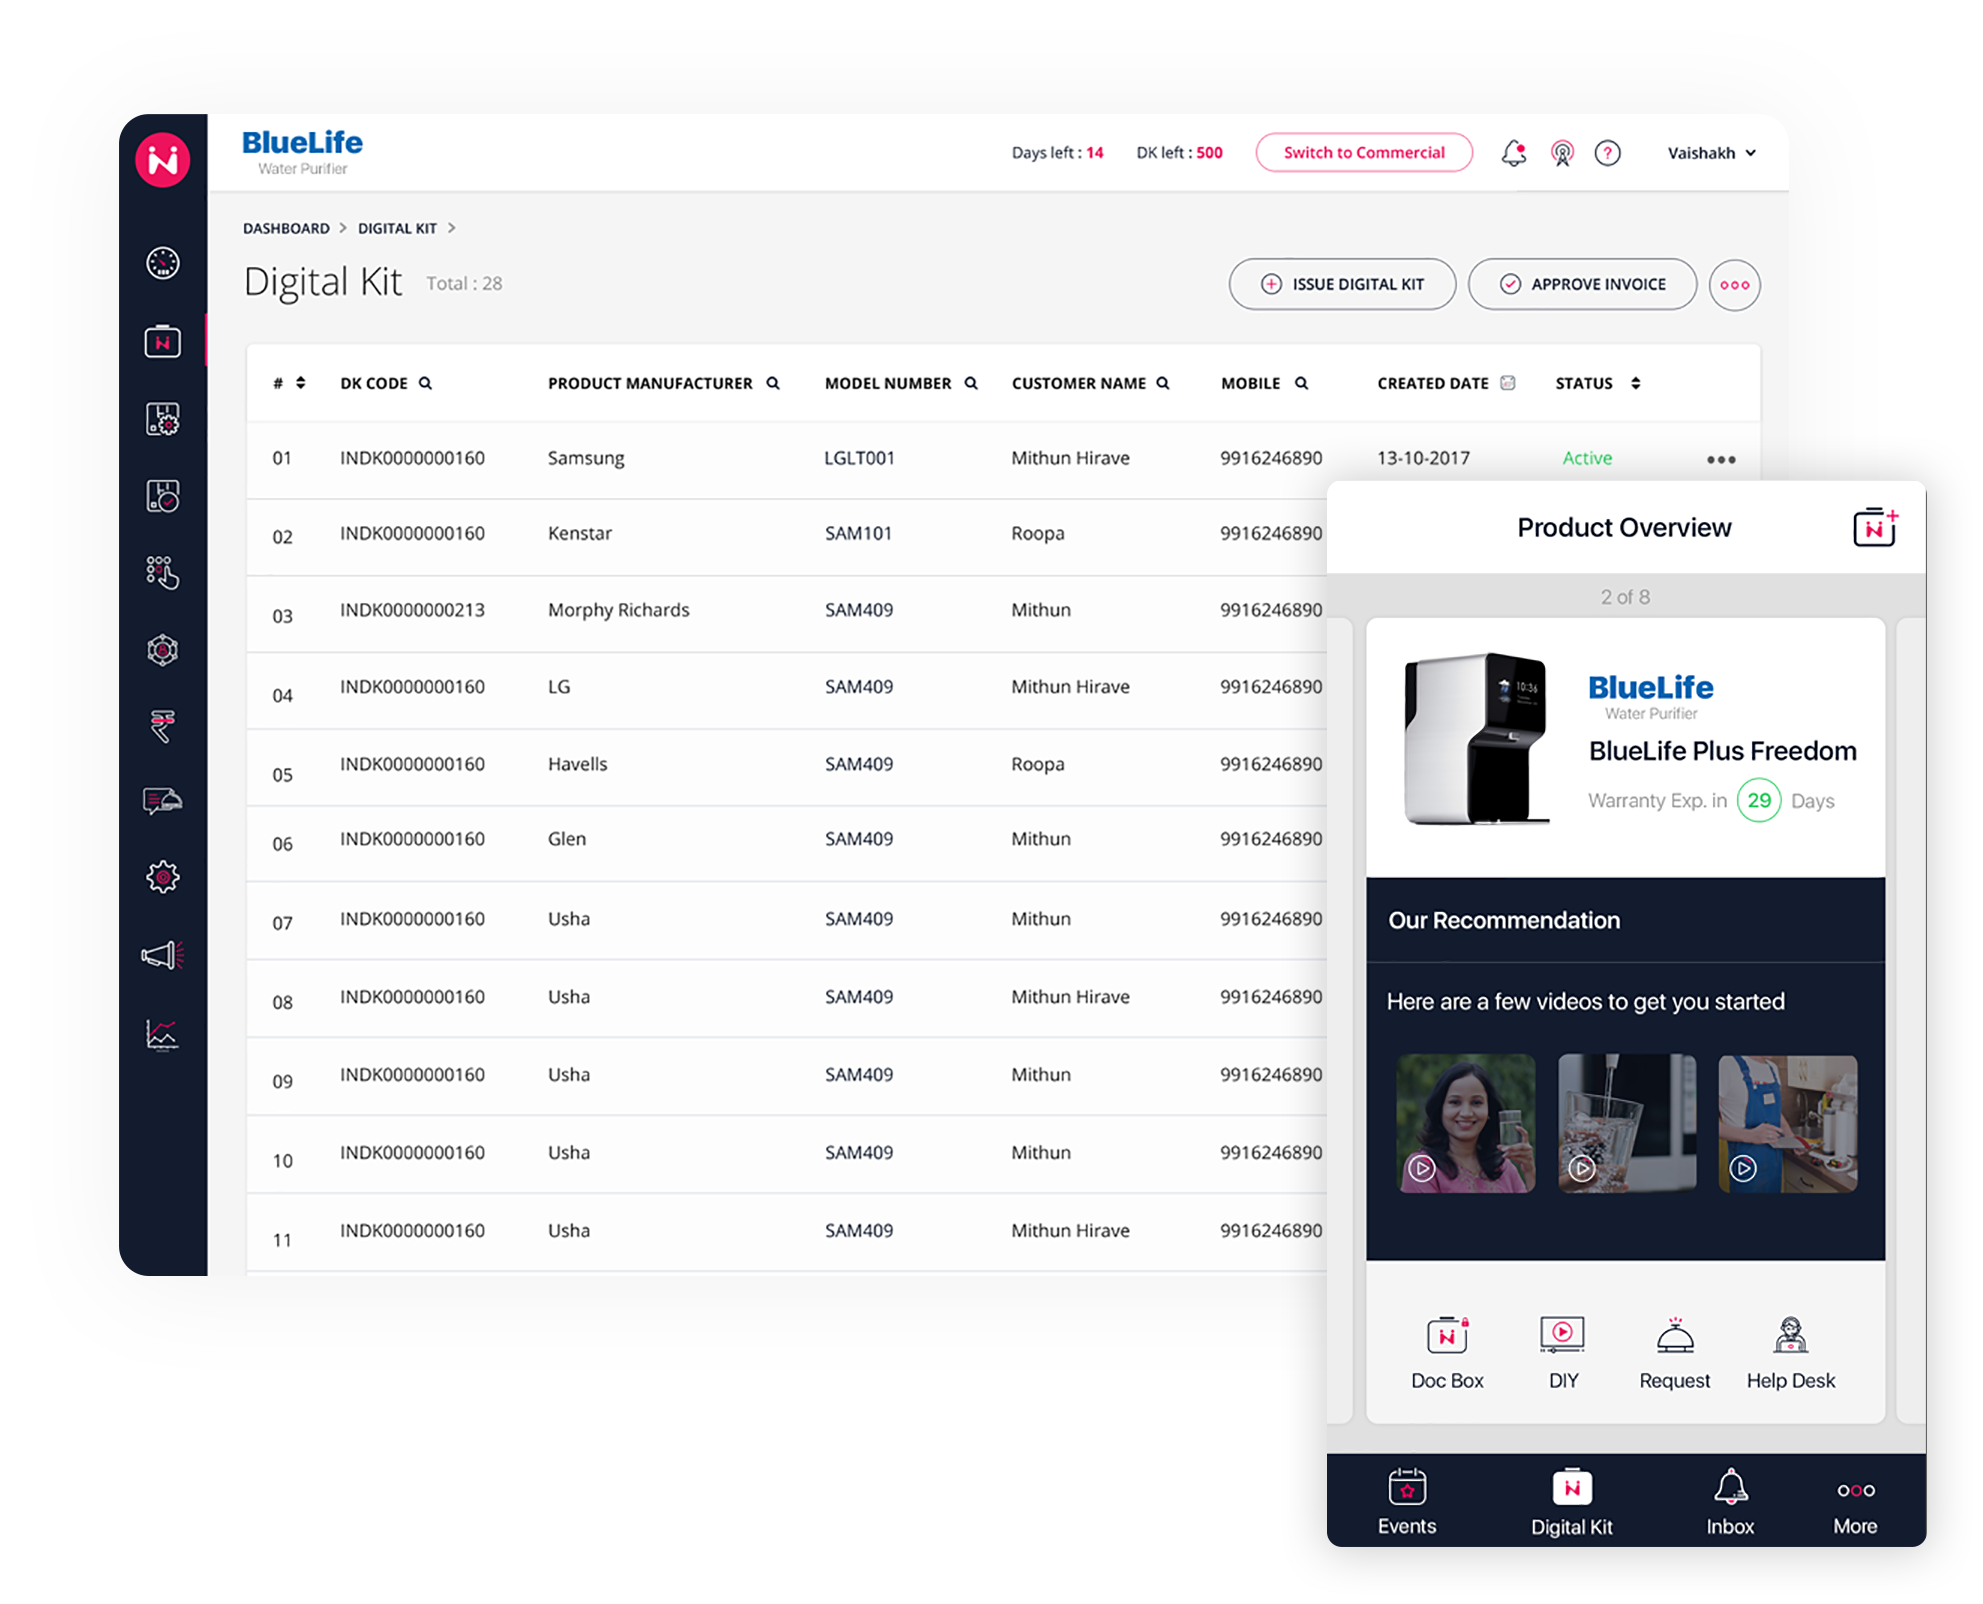 BlueLife
Water Purifier
Days left : 14 DK left : 500 Switch to Commercial ? Vaishakh
DASHBOARD > DIGITAL KIT >
Digital Kit Total : 28
ISSUE DIGITAL KIT APPROVE INVOICE
# DK CODE PRODUCT MANUFACTURER MODEL NUMBER CUSTOMER NAME MOBILE CREATED DATE STATUS
01 INDK0000000160 Samsung LGLT001 Mithun Hirave 9916246890 13-10-2017 Active
02 INDK0000000160 Kenstar SAM101 Roopa 9916246890
03 INDK0000000213 Morphy Richards SAM409 Mithun 9916246890
04 INDK0000000160 LG SAM409 Mithun Hirave 9916246890
05 INDK0000000160 Havells SAM409 Roopa 9916246890
06 INDK0000000160 Glen SAM409 Mithun 9916246890
07 INDK0000000160 Usha SAM409 Mithun 9916246890
08 INDK0000000160 Usha SAM409 Mithun Hirave 9916246890
09 INDK0000000160 Usha SAM409 Mithun 9916246890
10 INDK0000000160 Usha SAM409 Mithun 9916246890
11 INDK0000000160 Usha SAM409 Mithun Hirave 9916246890
Product Overview
2 of 8
10:36
BlueLife
Water Purifier
BlueLife Plus Freedom
Warranty Exp. in 29 Days
Our Recommendation
Here are a few videos to get you started
Doc Box DIY Request Help Desk
Events Digital Kit Inbox More